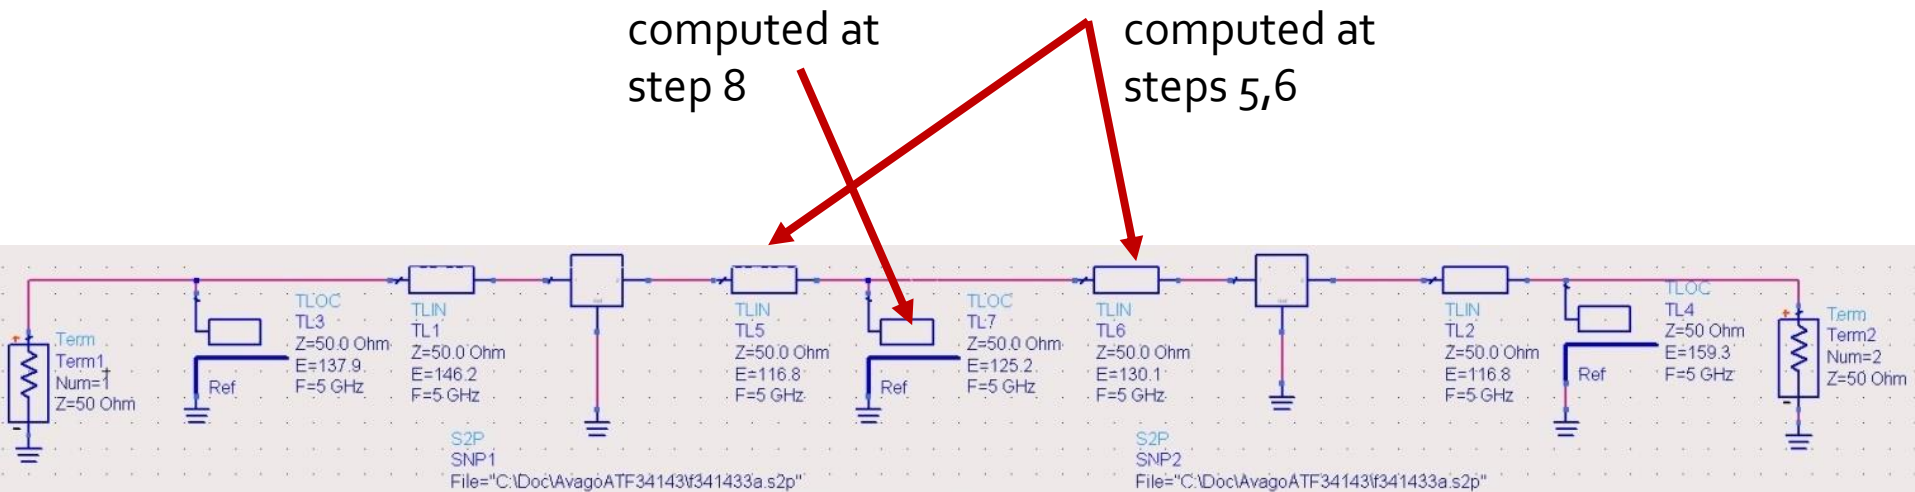 computed at
step 8
computed at
steps 5,6
Term
Term1
Num=1
Z=50 Ohm
Ref
TLOC
TL3
Z=50.0 Ohm
E=137.9
F=5 GHz
TLIN
TL1
Z=50.0 Ohm
E=146.2
F=5 GHz
S2P
SNP1
File="C:\Doc\AvagoATF34143\f341433a.s2p"
TLIN
TL5
Z=50.0 Ohm
E=116.8
F=5 GHz
Ref
TLOC
TL7
Z=50.0 Ohm
E=125.2
F=5 GHz
TLIN
TL6
Z=50.0 Ohm
E=130.1
F=5 GHz
S2P
SNP2
File="C:\Doc\AvagoATF34143\f341433a.s2p"
TLIN
TL2
Z=50.0 Ohm
E=116.8
F=5 GHz
Ref
TLOC
TL4
Z=50 Ohm
E=159.3
F=5 GHz
Term
Term2
Num=2
Z=50 Ohm